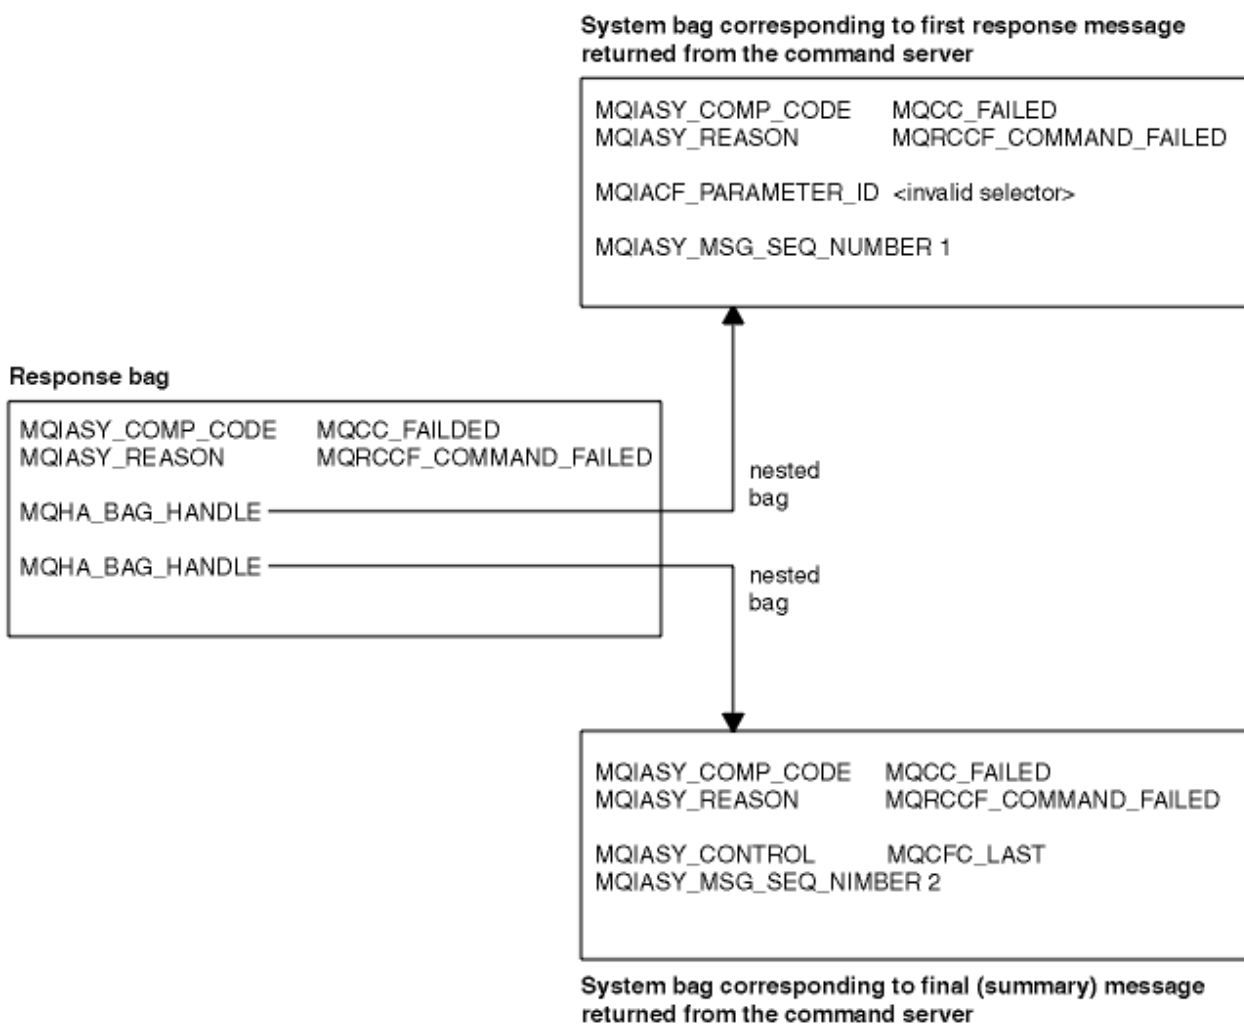 System bag corresponding to first response message
returned from the command server
MQIASY_COMP_CODE MQCC_FAILED
MQIASY_REASON MQRCCF_COMMAND_FAILED
MQIACF_PARAMETER_ID <invalid selector>
MQIASY_MSG_SEQ_NUMBER 1
Response bag
MQIASY_COMP_CODE MQCC_FAILDED
MQIASY_REASON MQRCCF_COMMAND_FAILED
MQHA_BAG_HANDLE
nested
bag
MQHA_BAG_HANDLE
nested
bag
MQIASY_COMP_CODE MQCC_FAILED
MQIASY_REASON MQRCCF_COMMAND_FAILED
MQIASY_CONTROL MQCFC_LAST
MQIASY_MSG_SEQ_NIMBER 2
System bag corresponding to final (summary) message
returned from the command server